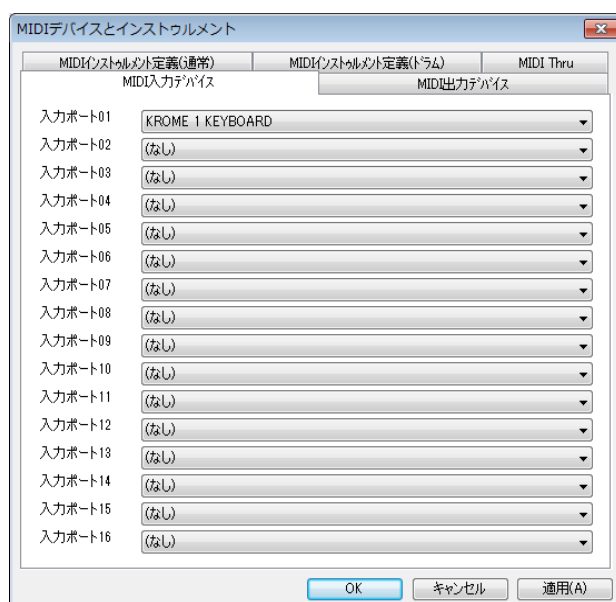 MIDIデバイスとインストゥルメント
MIDIインストゥルメント定義(通常) MIDIインストゥルメント定義(ドラム) MIDI Thru
MIDI入力デバイス MIDI出力デバイス
入力ポート01 KROME 1 KEYBOARD
入力ポート02 (なし)
入力ポート03 (なし)
入力ポート04 (なし)
入力ポート05 (なし)
入力ポート06 (なし)
入力ポート07 (なし)
入力ポート08 (なし)
入力ポート09 (なし)
入力ポート10 (なし)
入力ポート11 (なし)
入力ポート12 (なし)
入力ポート13 (なし)
入力ポート14 (なし)
入力ポート15 (なし)
入力ポート16 (なし)
OK キャンセル 適用(A)